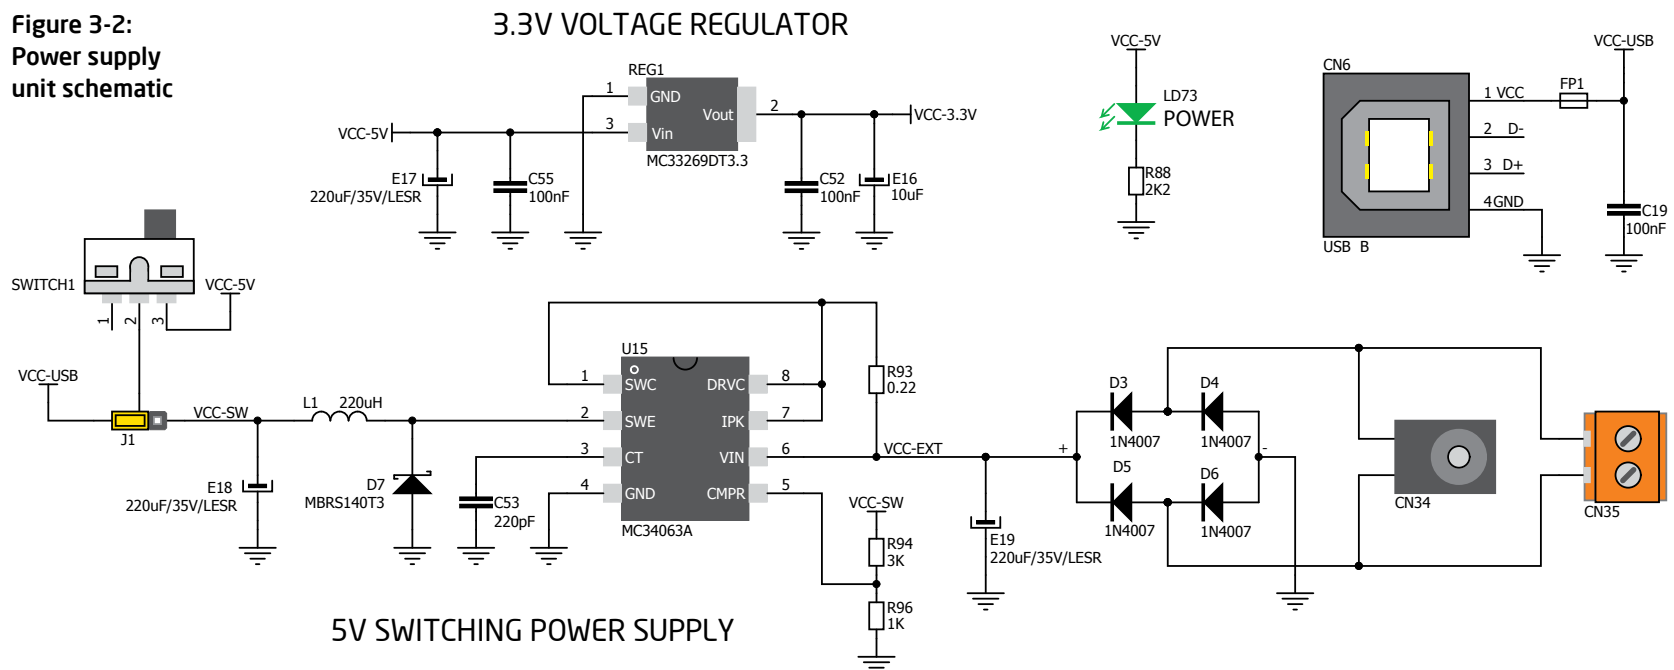 Figure 3-2:
Power supply
unit schematic
3.3V VOLTAGE REGULATOR
REG1
1
GND
Vout
2
VCC-5V
3
Vin
VCC-3.3V
MC33269DT3.3
E17
220uF/35V/LESR
C55
100nF
C52
100nF
E16
10uF
VCC-5V
LD73
POWER
R88
2K2
VCC-USB
CN6
FP1
1 VCC
2 D-
3 D+
4GND
C19
100nF
USB B
SWITCH1
VCC-5V
1
2
3
VCC-USB
VCC-SW
J1
L1 220uH
E18
220uF/35V/LESR
D7
MBRS140T3
C53
220pF
U15
1
SWC
DRVC
8
2
SWE
IPK
7
3
CT
VIN
6
4
GND
CMPR
5
MC34063A
R93
0.22
VCC-EXT
VCC-SW
R94
3K
R96
1K
E19
220uF/35V/LESR
+
-
D3
1N4007
D4
1N4007
D5
1N4007
D6
1N4007
CN34
CN35
5V SWITCHING POWER SUPPLY